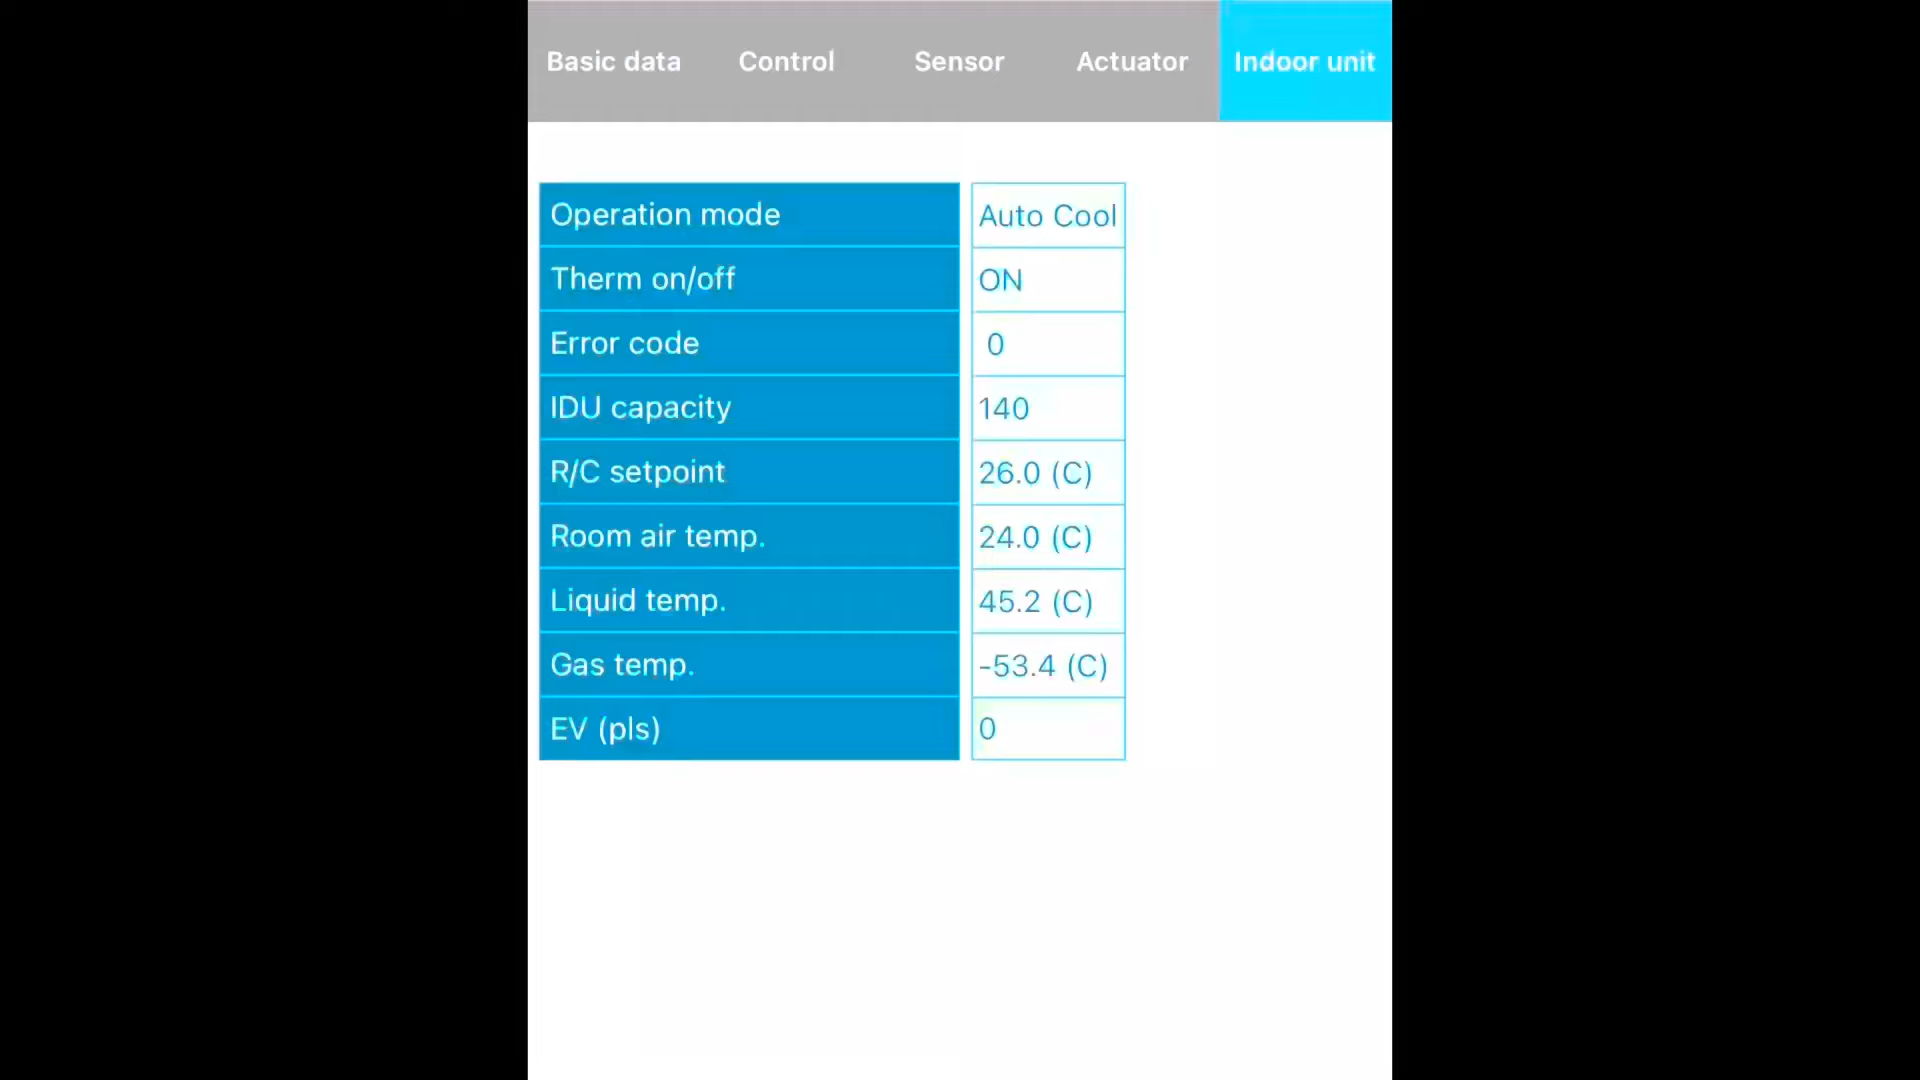 Basic data Control Sensor Actuator Indoor unit
Operation mode Auto Cool
Therm on/off ON
Error code 0
IDU capacity 140
R/C setpoint 26.0 (C)
Room air temp. 24.0 (C)
Liquid temp. 45.2 (C)
Gas temp. -53.4 (C)
EV (pls) 0